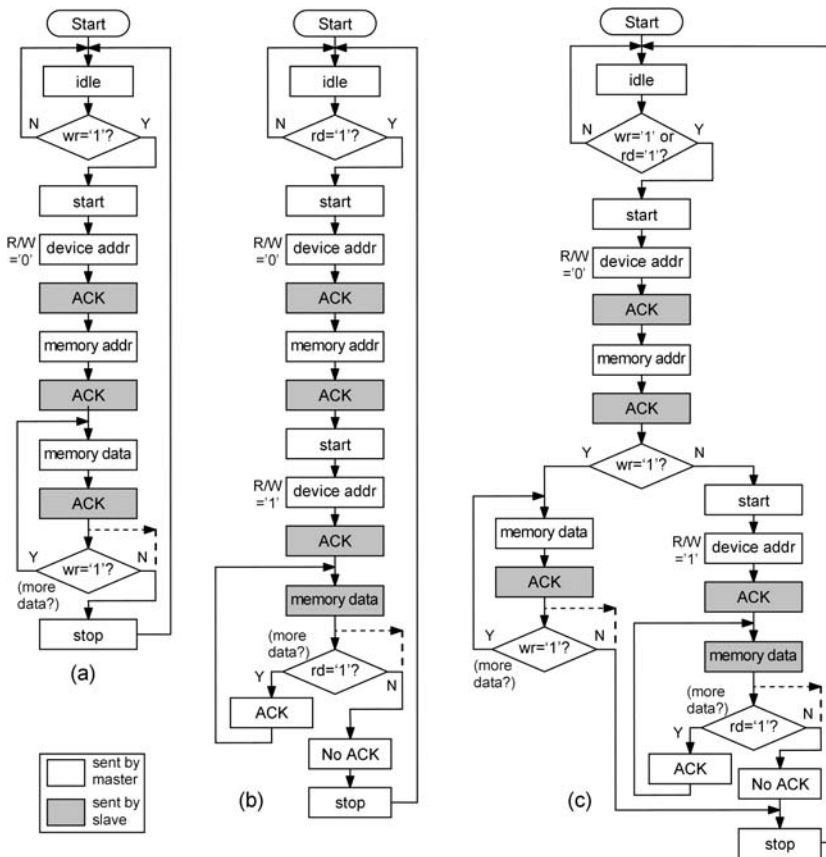 Start
idle
N
wr='1'?
Y
start
R/W
='0'
device addr
ACK
memory addr
ACK
memory data
ACK
Y
wr='1'?
N
(more
data?)
stop
(a)
sent by
master
sent by
slave
Start
idle
N
rd='1'?
Y
start
R/W
='0'
device addr
ACK
memory addr
ACK
start
R/W
='1'
device addr
ACK
memory data
(more
data?)
rd='1'?
Y
N
ACK
No ACK
stop
(b)
Start
idle
N
wr='1' or
rd='1'?
Y
start
R/W
='0'
device addr
ACK
memory addr
ACK
Y
wr='1'?
N
memory data
ACK
Y
wr='1'?
N
(more
data?)
start
R/W
='1'
device addr
ACK
memory data
(more
data?)
Y
rd='1'?
N
ACK
No ACK
stop
(c)